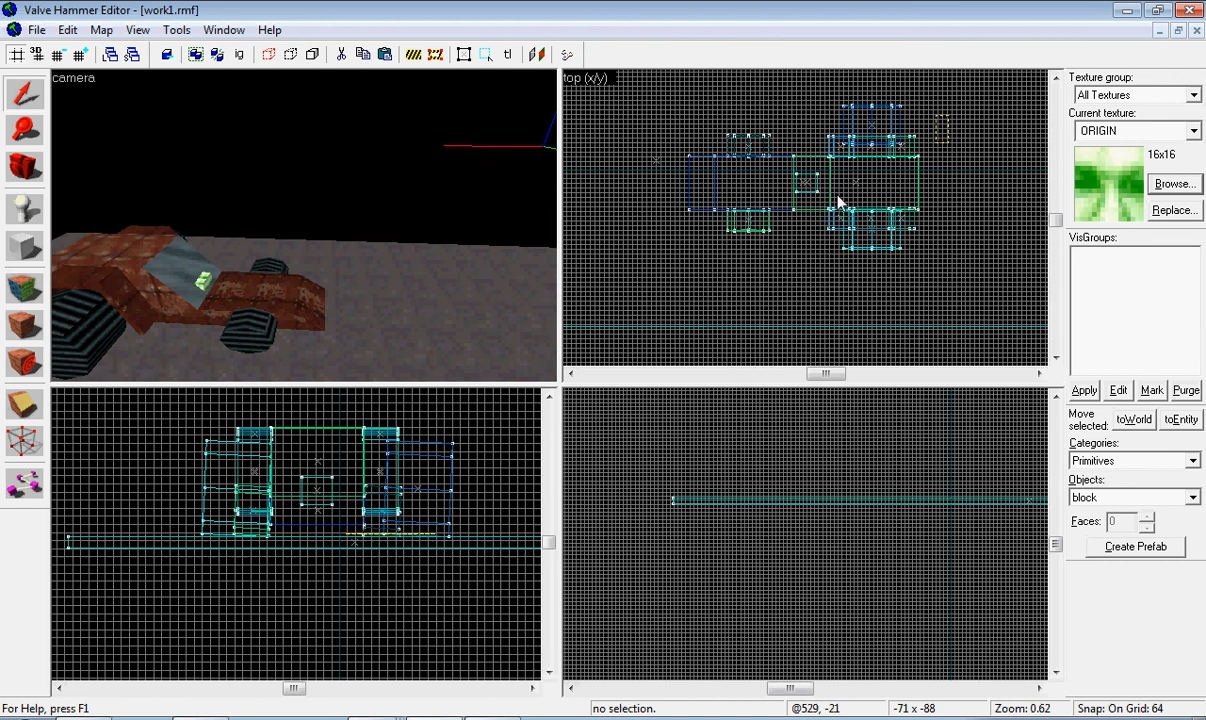 Valve Hammer Editor - [work1.rmf]
File Edit Map View Tools Window Help
3D ig tl
camera
top (x/y)
Texture group:
All Textures
Current texture:
ORIGIN
16x16
Browse...
Replace...
VisGroups:
Apply Edit Mark Purge
Move selected: toWorld toEntity
Categories:
Primitives
Objects:
block
Faces: 0
Create Prefab
For Help, press F1
no selection.
@529, -21
-71 x -88
Zoom: 0.62
Snap: On Grid: 64